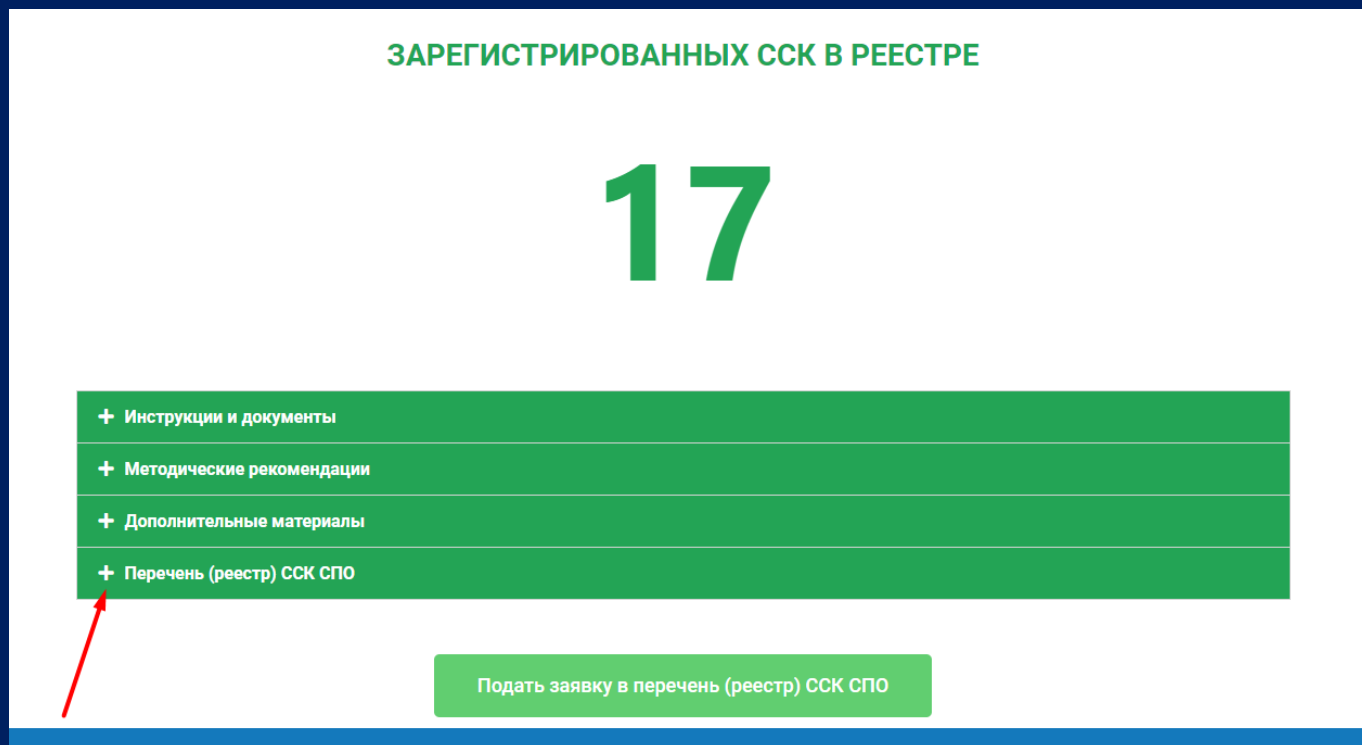 ЗАРЕГИСТРИРОВАННЫХ ССК В РЕЕСТРЕ
17
Инструкции и документы
Методические рекомендации
Дополнительные материалы
Перечень (реестр) ССК СПО
Подать заявку в перечень (реестр) ССК СПО